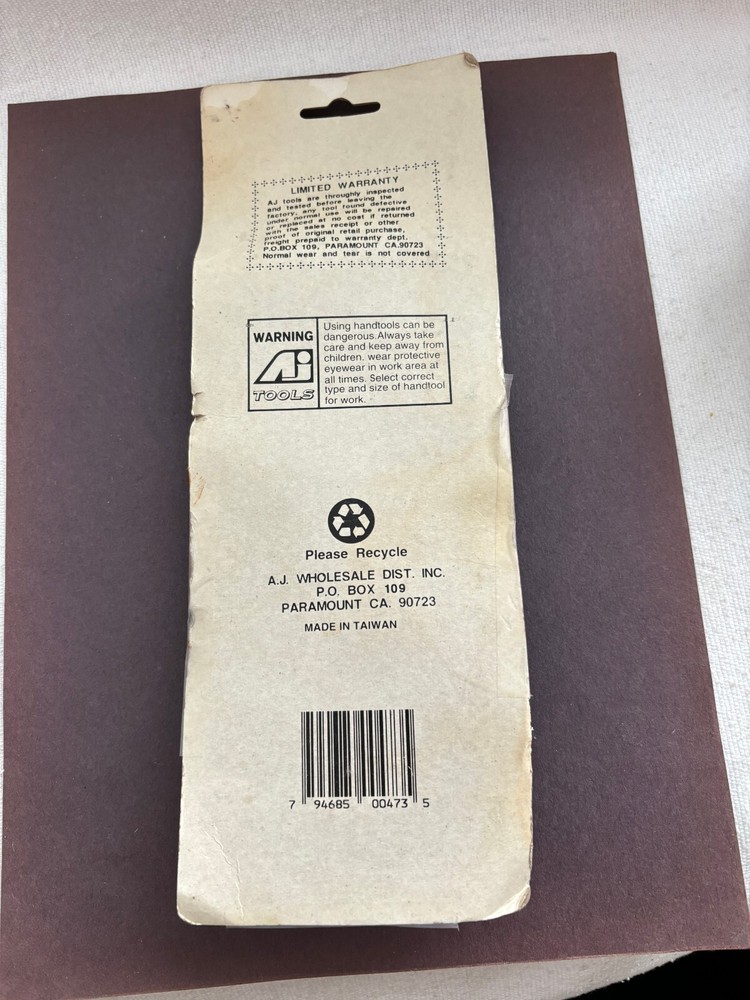 LIMITED WARRANTY
AJ tools are throughly inspected
and tested before leaving the
factory, any tool found defective
under normal use will be repaired
or replaced at no cost if returned
with the sales receipt or other
proof of original retail purchase,
freight prepaid to warranty dept.
P.O.BOX 109, PARAMOUNT CA.90723
Normal wear and tear is not covered
WARNING
AJ
TOOLS
Using handtools can be
dangerous.Always take
care and keep away from
children. wear protective
eyewear in work area at
all times. Select correct
type and size of handtool
for work.
Please Recycle
A.J. WHOLESALE DIST. INC.
P.O. BOX 109
PARAMOUNT CA. 90723
MADE IN TAIWAN
7 94685 00473 5